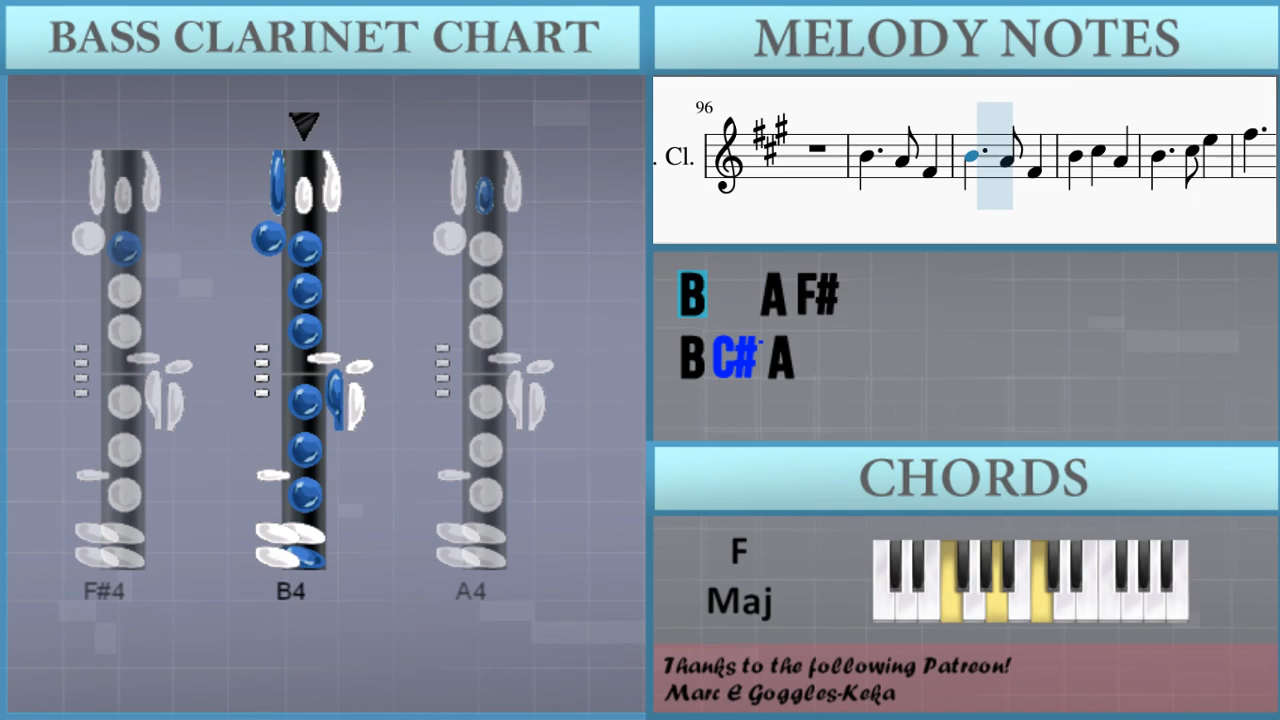 BASS CLARINET CHART
F#4
B4
A4
MELODY NOTES
96
. Cl.
B A F#
B C#- A
CHORDS
F
Maj
Thanks to the following Patreon!
Marc & Goggles-Keka